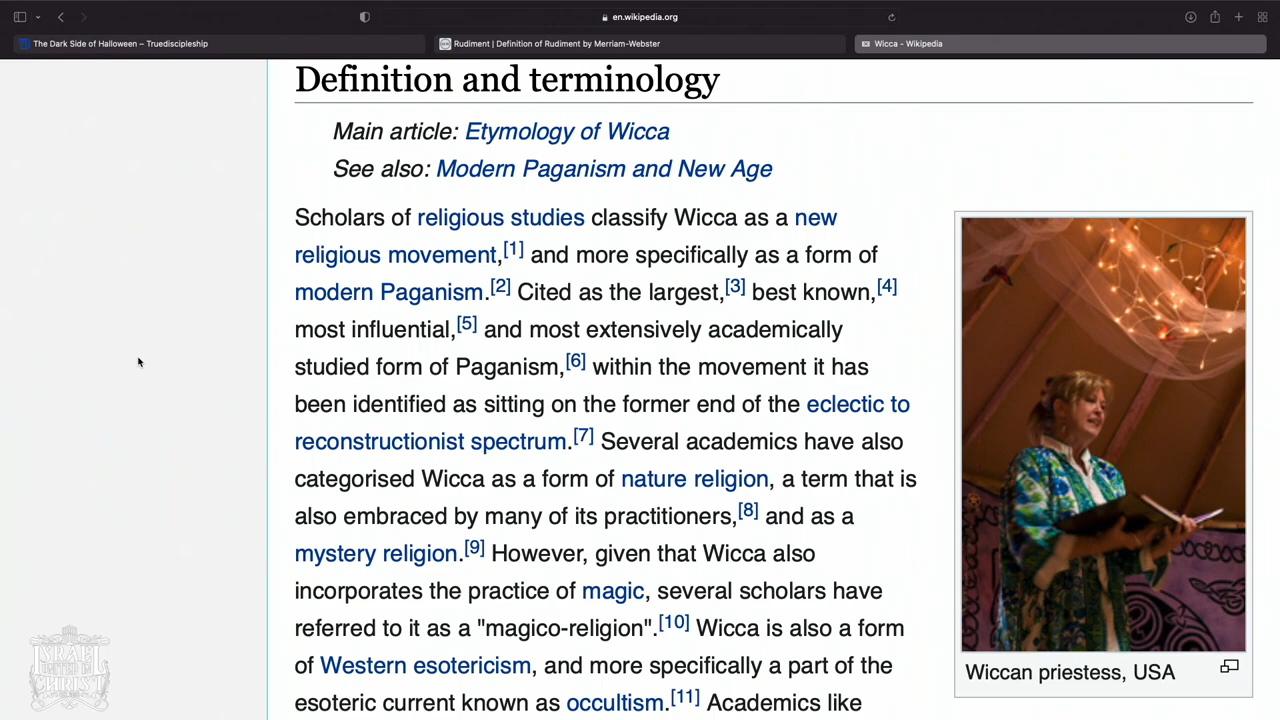 en.wikipedia.org
The Dark Side of Halloween – Truediscipleship
Rudiment | Definition of Rudiment by Merriam-Webster
Wicca - Wikipedia
Definition and terminology
Main article: Etymology of Wicca
See also: Modern Paganism and New Age
Scholars of religious studies classify Wicca as a new
religious movement,[1] and more specifically as a form of
modern Paganism.[2] Cited as the largest,[3] best known,[4]
most influential,[5] and most extensively academically
studied form of Paganism,[6] within the movement it has
been identified as sitting on the former end of the eclectic to
reconstructionist spectrum.[7] Several academics have also
categorised Wicca as a form of nature religion, a term that is
also embraced by many of its practitioners,[8] and as a
mystery religion.[9] However, given that Wicca also
incorporates the practice of magic, several scholars have
referred to it as a "magico-religion".[10] Wicca is also a form
of Western esotericism, and more specifically a part of the
esoteric current known as occultism.[11] Academics like
Wiccan priestess, USA
ISRAEL
UNITED IN
CHRIST